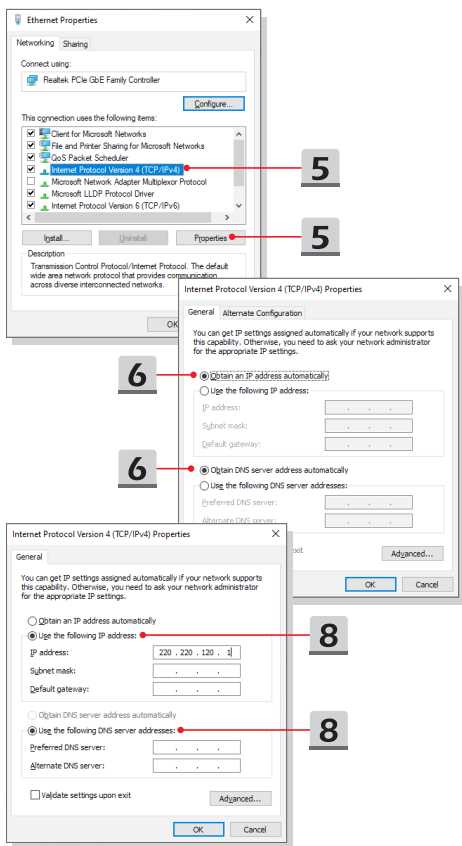 Ethernet Properties
Networking Sharing
Connect using:
Realtek PCIe GbE Family Controller
Configure...
This connection uses the following items:
Client for Microsoft Networks
File and Printer Sharing for Microsoft Networks
QoS Packet Scheduler
Internet Protocol Version 4 (TCP/IPv4)
5
Microsoft Network Adapter Multiplexor Protocol
Microsoft LLDP Protocol Driver
Internet Protocol Version 6 (TCP/IPv6)
Install... Uninstall Properties
5
Description
Transmission Control Protocol/Internet Protocol. The default
wide area network protocol that provides communication
across diverse interconnected networks.
OK
Internet Protocol Version 4 (TCP/IPv4) Properties
General Alternate Configuration
You can get IP settings assigned automatically if your network supports
this capability. Otherwise, you need to ask your network administrator
for the appropriate IP settings.
6
Obtain an IP address automatically
Use the following IP address:
IP address:
Subnet mask:
Default gateway:
6
Obtain DNS server address automatically
Use the following DNS server addresses:
Preferred DNS server:
Alternate DNS server:
exit
Advanced...
OK Cancel
Internet Protocol Version 4 (TCP/IPv4) Properties
General
You can get IP settings assigned automatically if your network supports
this capability. Otherwise, you need to ask your network administrator
for the appropriate IP settings.
Obtain an IP address automatically
Use the following IP address:
8
IP address: 220 . 220 . 120 . 1
Subnet mask: . . .
Default gateway: . . .
Obtain DNS server address automatically
Use the following DNS server addresses:
8
Preferred DNS server: . . .
Alternate DNS server: . . .
Validate settings upon exit
Advanced...
OK Cancel